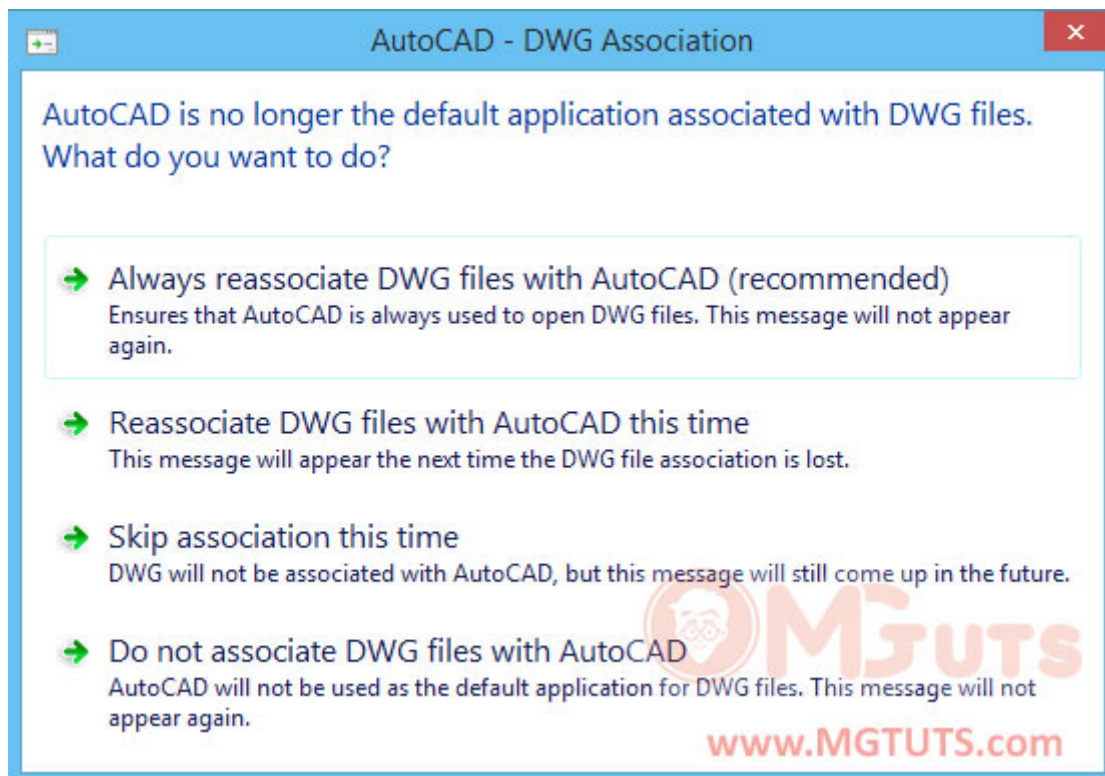 AutoCAD - DWG Association
AutoCAD is no longer the default application associated with DWG files.
What do you want to do?
Always reassociate DWG files with AutoCAD (recommended)
Ensures that AutoCAD is always used to open DWG files. This message will not appear
again.
Reassociate DWG files with AutoCAD this time
This message will appear the next time the DWG file association is lost.
Skip association this time
DWG will not be associated with AutoCAD, but this message will still come up in the future.
Do not associate DWG files with AutoCAD
AutoCAD will not be used as the default application for DWG files. This message will not
appear again.
MGTUTS
www.MGTUTS.com